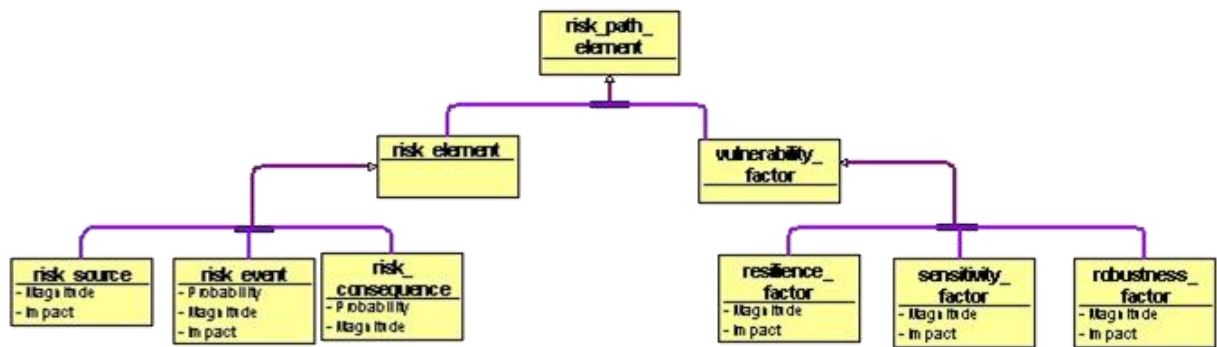 risk_path_
element
risk_element
vulnerability_
factor
risk_source
- Magnitude
- Impact
risk_event
- Probability
- Magnitude
- Impact
risk_
consequence
- Probability
- Magnitude
resilience_
factor
- Magnitude
- Impact
sensitivity_
factor
- Magnitude
- Impact
robustness_
factor
- Magnitude
- Impact